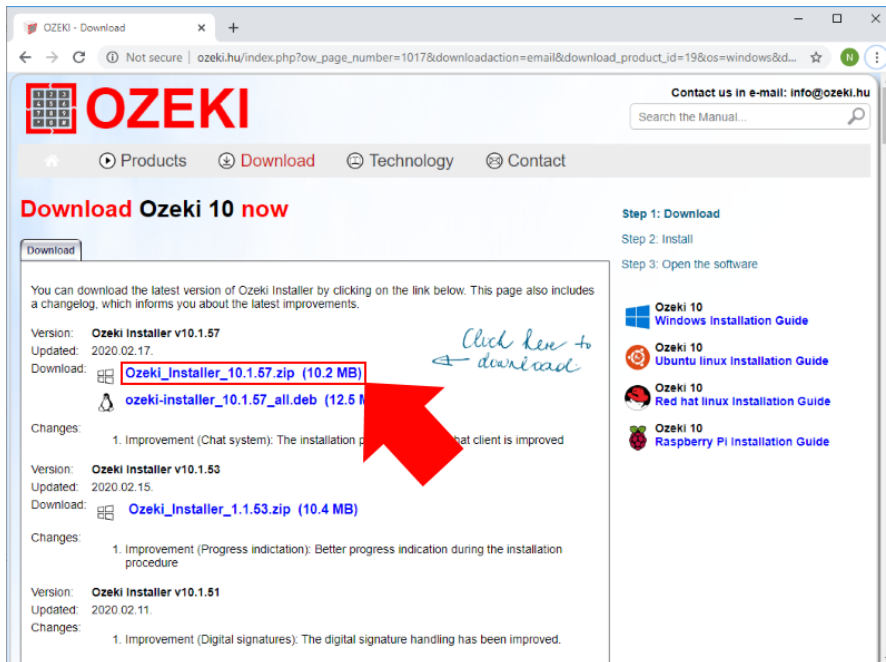 OZEKI - Download
Not secure | ozeki.hu/index.php?ow_page_number=1017&downloadaction=email&download_product_id=19&os=windows&d...
N
1 2 3
4 5 6
7 8 9
* 0 #
OZEKI
Contact us in e-mail: info@ozeki.hu
Search the Manual...
Products
Download
Technology
Contact
Download Ozeki 10 now
Download
You can download the latest version of Ozeki Installer by clicking on the link below. This page also includes
a changelog, which informs you about the latest improvements.
Version: Ozeki Installer v10.1.57
Updated: 2020.02.17.
Download: Ozeki_Installer_10.1.57.zip (10.2 MB)
Click here to
download
ozeki-installer_10.1.57_all.deb (12.5
Changes:
1. Improvement (Chat system): The installation hat client is improved
Version: Ozeki Installer v10.1.53
Updated: 2020.02.15.
Download: Ozeki_Installer_1.1.53.zip (10.4 MB)
Changes:
1. Improvement (Progress indictation): Better progress indication during the installation
procedure
Version: Ozeki Installer v10.1.51
Updated: 2020.02.11.
Changes:
1. Improvement (Digital signatures): The digital signature handling has been improved.
Step 1: Download
Step 2: Install
Step 3: Open the software
Ozeki 10
Windows Installation Guide
Ozeki 10
Ubuntu linux Installation Guide
Ozeki 10
Red hat linux Installation Guide
Ozeki 10
Raspberry Pi Installation Guide